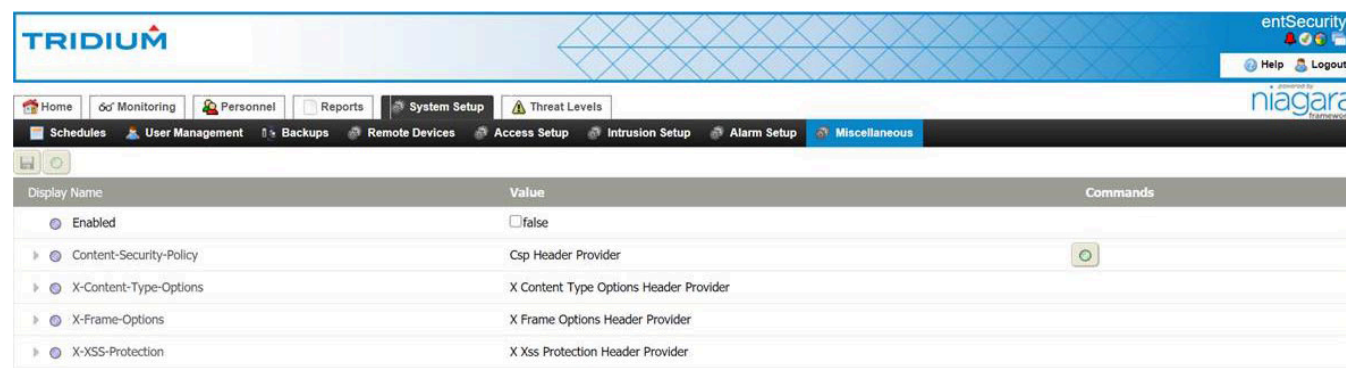 TRIDIUM
entSecurity
Help Logout
Home Monitoring Personnel Reports System Setup Threat Levels
powered by
niagara
framework
Schedules User Management Backups Remote Devices Access Setup Intrusion Setup Alarm Setup Miscellaneous
Display Name Value Commands
Enabled false
Content-Security-Policy Csp Header Provider
X-Content-Type-Options X Content Type Options Header Provider
X-Frame-Options X Frame Options Header Provider
X-XSS-Protection X Xss Protection Header Provider